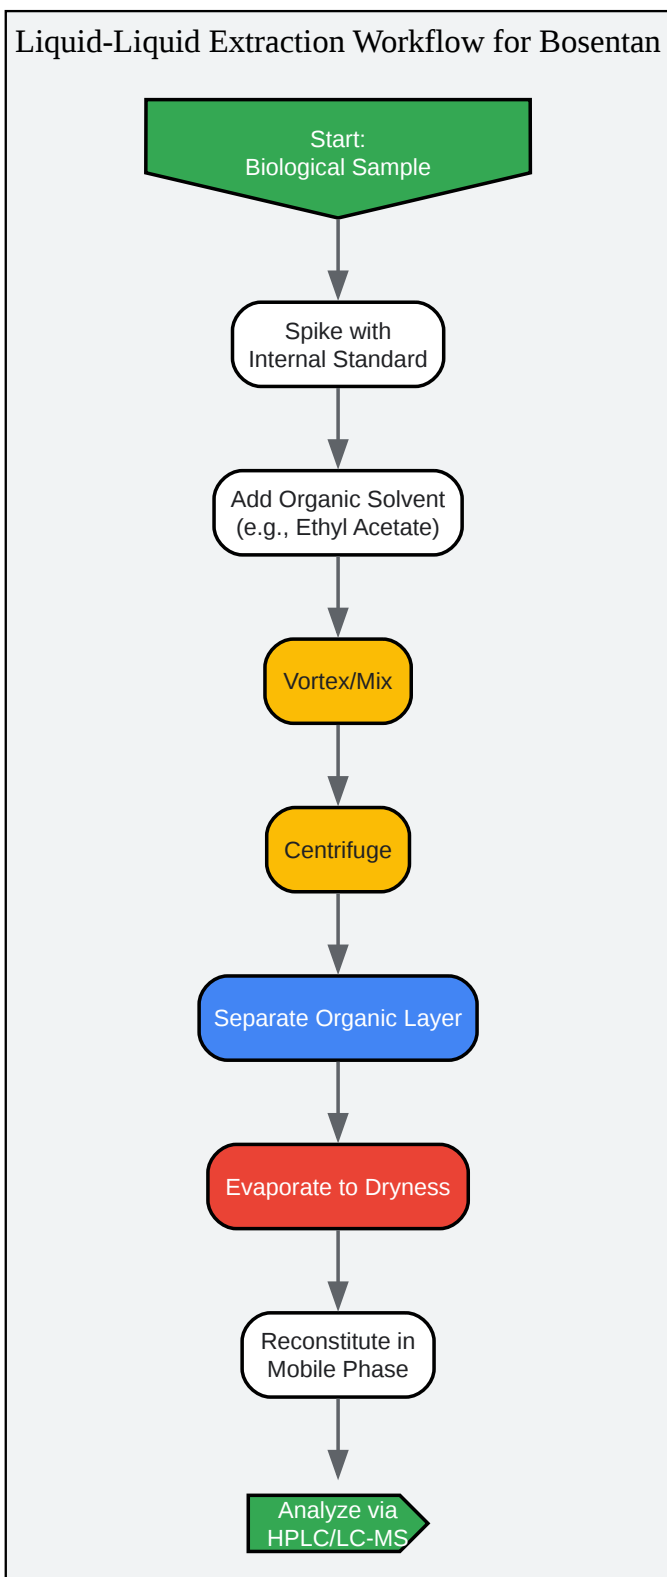 Liquid-Liquid Extraction Workflow for Bosentan
Start:
Biological Sample
Spike with
Internal Standard
Add Organic Solvent
(e.g., Ethyl Acetate)
Vortex/Mix
Centrifuge
Separate Organic Layer
Evaporate to Dryness
Reconstitute in
Mobile Phase
Analyze via
HPLC/LC-MS